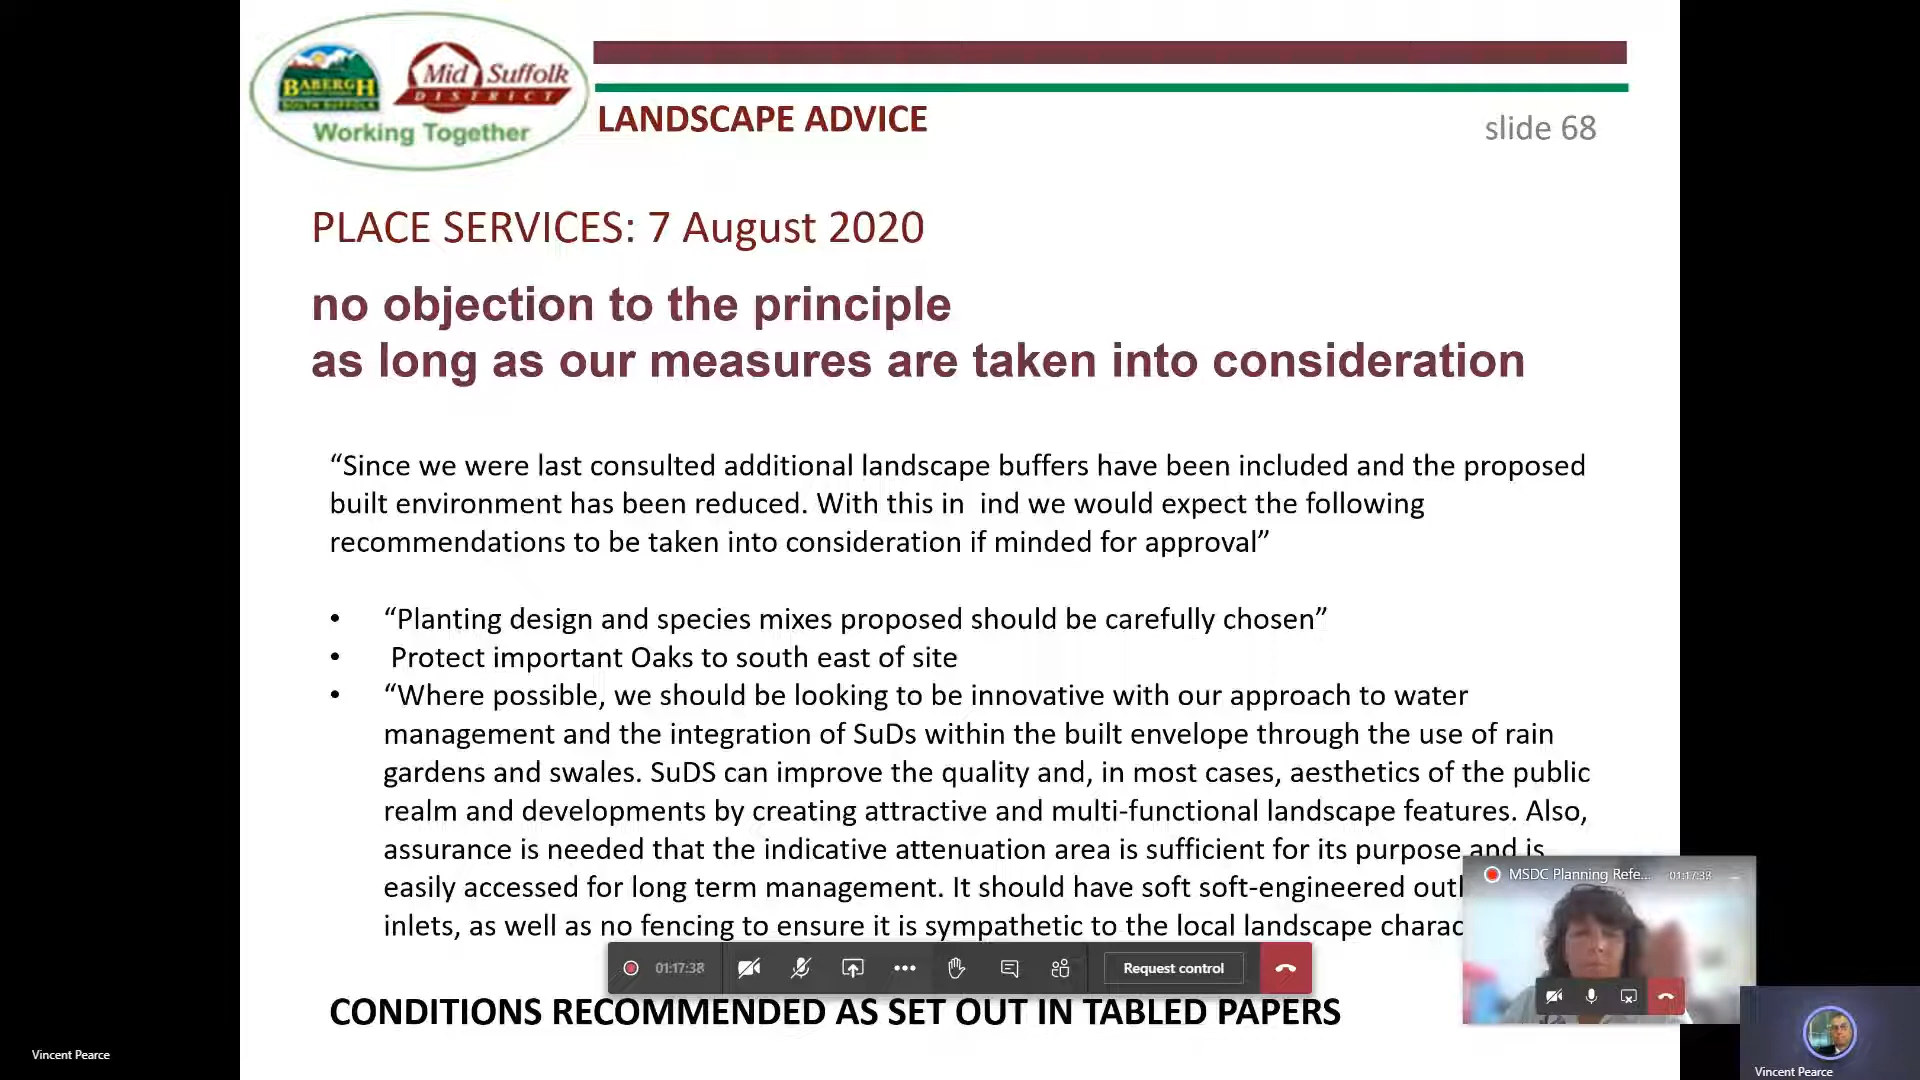 BABERGH
SOUTH SUFFOLK
Mid Suffolk
DISTRICT
Working Together
LANDSCAPE ADVICE
slide 68
PLACE SERVICES: 7 August 2020
no objection to the principle
as long as our measures are taken into consideration
“Since we were last consulted additional landscape buffers have been included and the proposed
built environment has been reduced. With this in  ind we would expect the following
recommendations to be taken into consideration if minded for approval”
• “Planting design and species mixes proposed should be carefully chosen”
• Protect important Oaks to south east of site
• “Where possible, we should be looking to be innovative with our approach to water
management and the integration of SuDs within the built envelope through the use of rain
gardens and swales. SuDS can improve the quality and, in most cases, aesthetics of the public
realm and developments by creating attractive and multi-functional landscape features. Also,
assurance is needed that the indicative attenuation area is sufficient for its purpose and is
easily accessed for long term management. It should have soft soft-engineered outl
inlets, as well as no fencing to ensure it is sympathetic to the local landscape charac
MSDC Planning Refe...
01:17:38
01:17:38
Request control
CONDITIONS RECOMMENDED AS SET OUT IN TABLED PAPERS
Vincent Pearce
Vincent Pearce